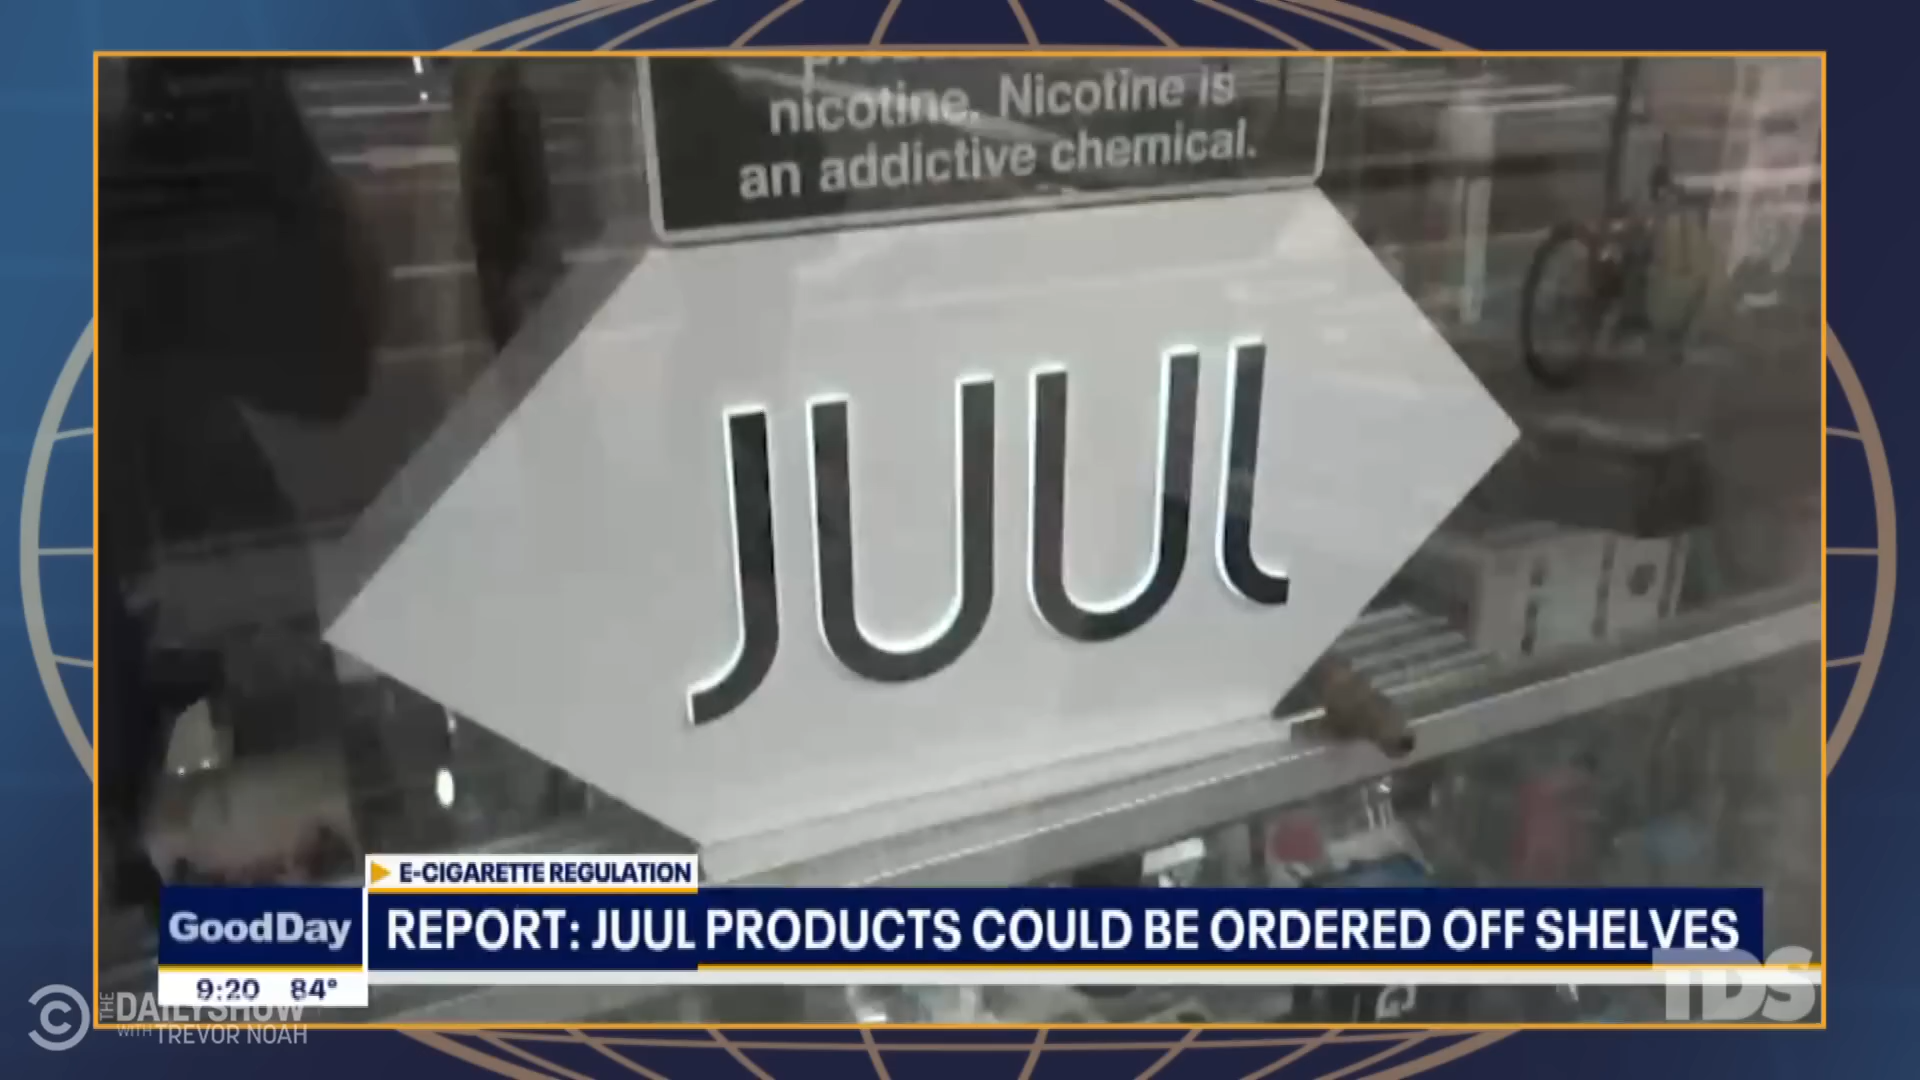 nicotine. Nicotine is
an addictive chemical.
JUUL
E-CIGARETTE REGULATION
GoodDay
REPORT: JUUL PRODUCTS COULD BE ORDERED OFF SHELVES
9:20 84°
TDS
THE DAILY SHOW
WITH TREVOR NOAH